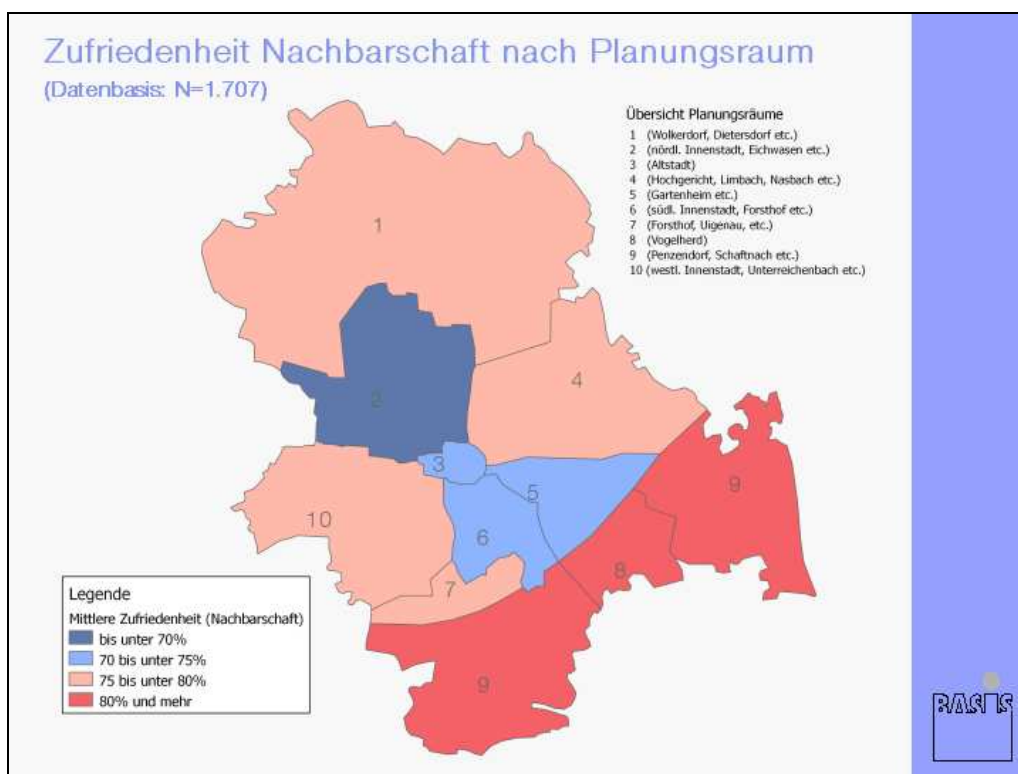 Zufriedenheit Nachbarschaft nach Planungsraum
(Datenbasis: N=1.707)
Übersicht Planungsräume
1 (Wolkerdorf, Dietersdorf etc.)
2 (nördl. Innenstadt, Eichwasen etc.)
3 (Altstadt)
4 (Hochgericht, Limbach, Nasbach etc.)
5 (Gartenheim etc.)
6 (südl. Innenstadt, Forsthof etc.)
7 (Forsthof, Uigenau, etc.)
8 (Vogelherd)
9 (Penzendorf, Schaftnach etc.)
10 (westl. Innenstadt, Unterreichenbach etc.)
1
4
2
3
5
9
10
6
8
7
9
Legende
Mittlere Zufriedenheit (Nachbarschaft)
bis unter 70%
70 bis unter 75%
75 bis unter 80%
80% und mehr
BASIS